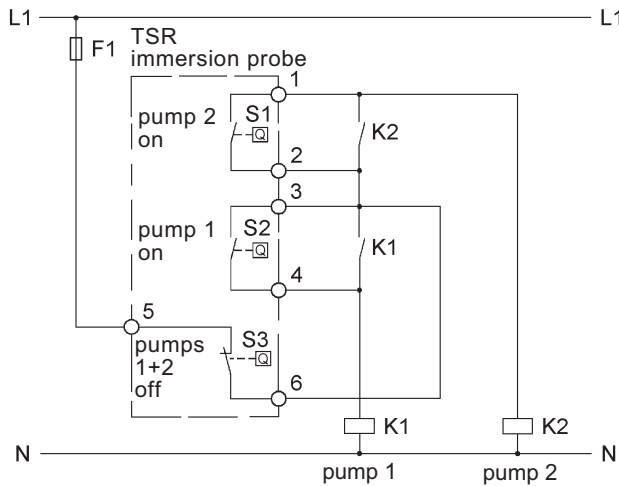 L1 L1
F1
TSR
immersion probe
1
pump 2
on
S1
Q
K2
2
3
pump 1
on
S2
Q
K1
4
5
pumps
1+2
off
S3
Q
6
K1 K2
N N
pump 1 pump 2